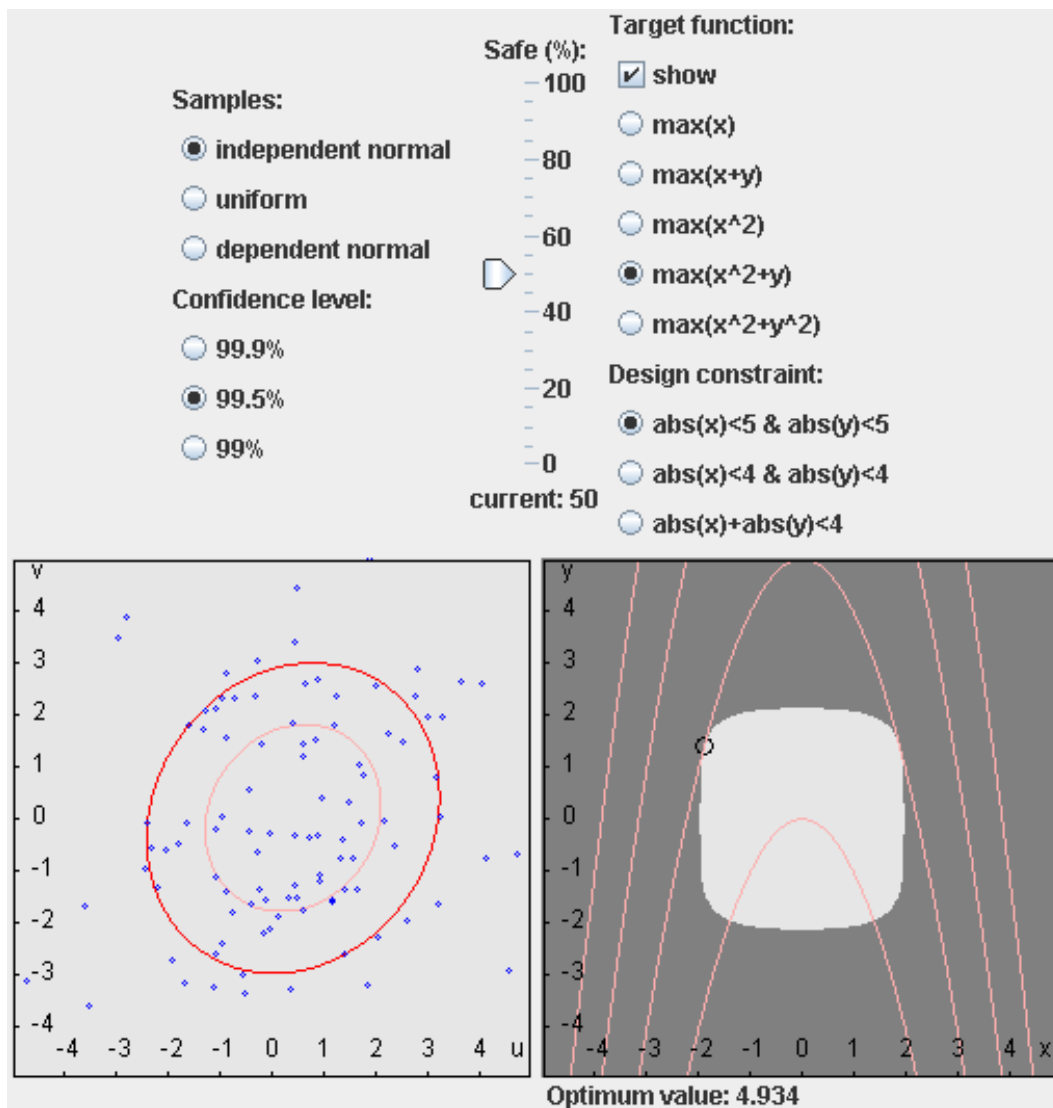 Samples:
independent normal
uniform
dependent normal
Confidence level:
99.9%
99.5%
99%
Safe (%):
100
80
60
40
20
0
current: 50
Target function:
show
max(x)
max(x+y)
max(x^2)
max(x^2+y)
max(x^2+y^2)
Design constraint:
abs(x)<5 & abs(y)<5
abs(x)<4 & abs(y)<4
abs(x)+abs(y)<4
v
4
3
2
1
0
-1
-2
-3
-4
-4 -3 -2 -1 0 1 2 3 4 u
y
4
3
2
1
0
-1
-2
-3
-4
-4 -3 -2 -1 0 1 2 3 4 x
Optimum value: 4.934